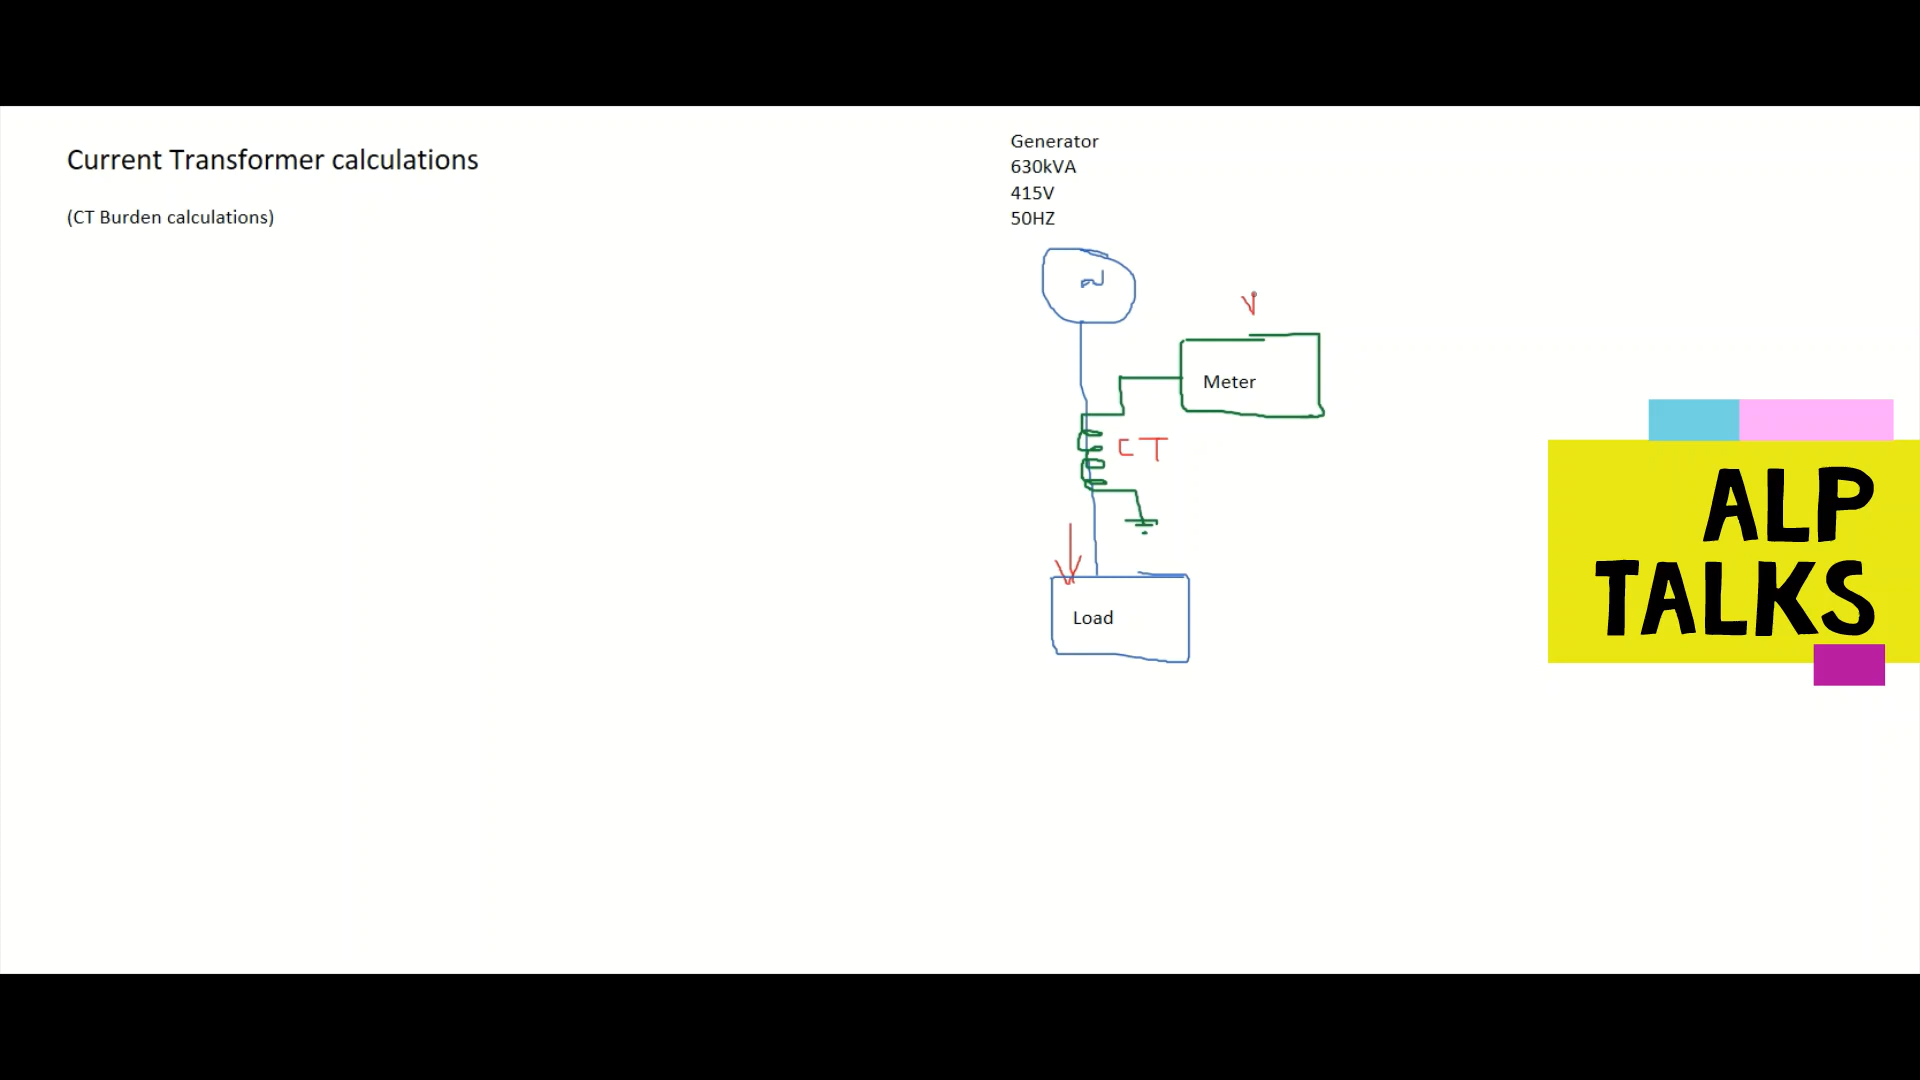 Current Transformer calculations
(CT Burden calculations)
Generator
630kVA
415V
50HZ
V
Meter
CT
Load
ALP
TALKS